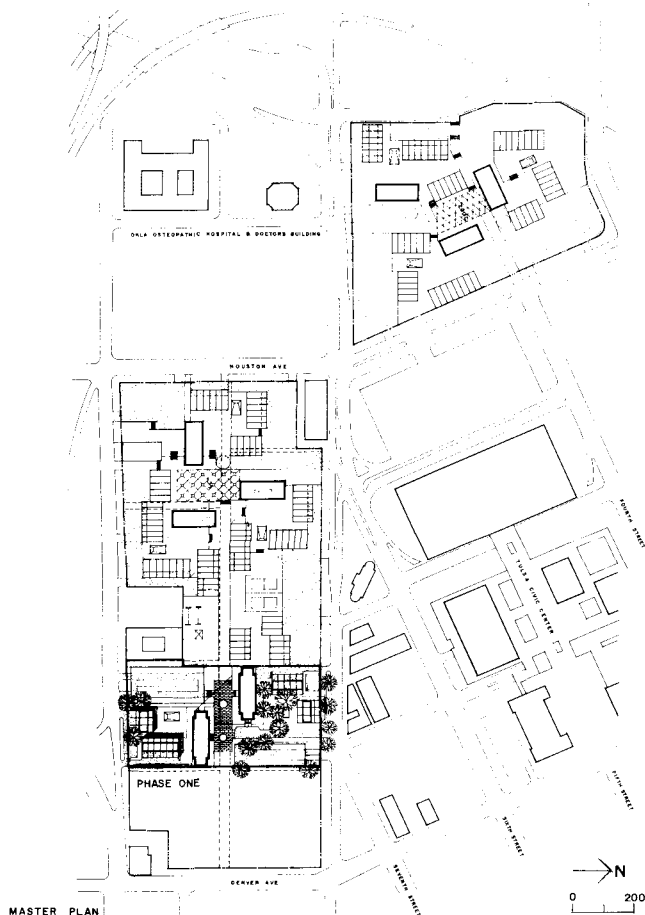 OKLA OSTEOPATHIC HOSPITAL & DOCTORS BUILDING
HOUSTON AVE
FOURTH STREET
TULSA CIVIC CENTER
PHASE ONE
FIFTH STREET
SIXTH STREET
SEVENTH STREET
DENVER AVE
N
MASTER PLAN
0 200